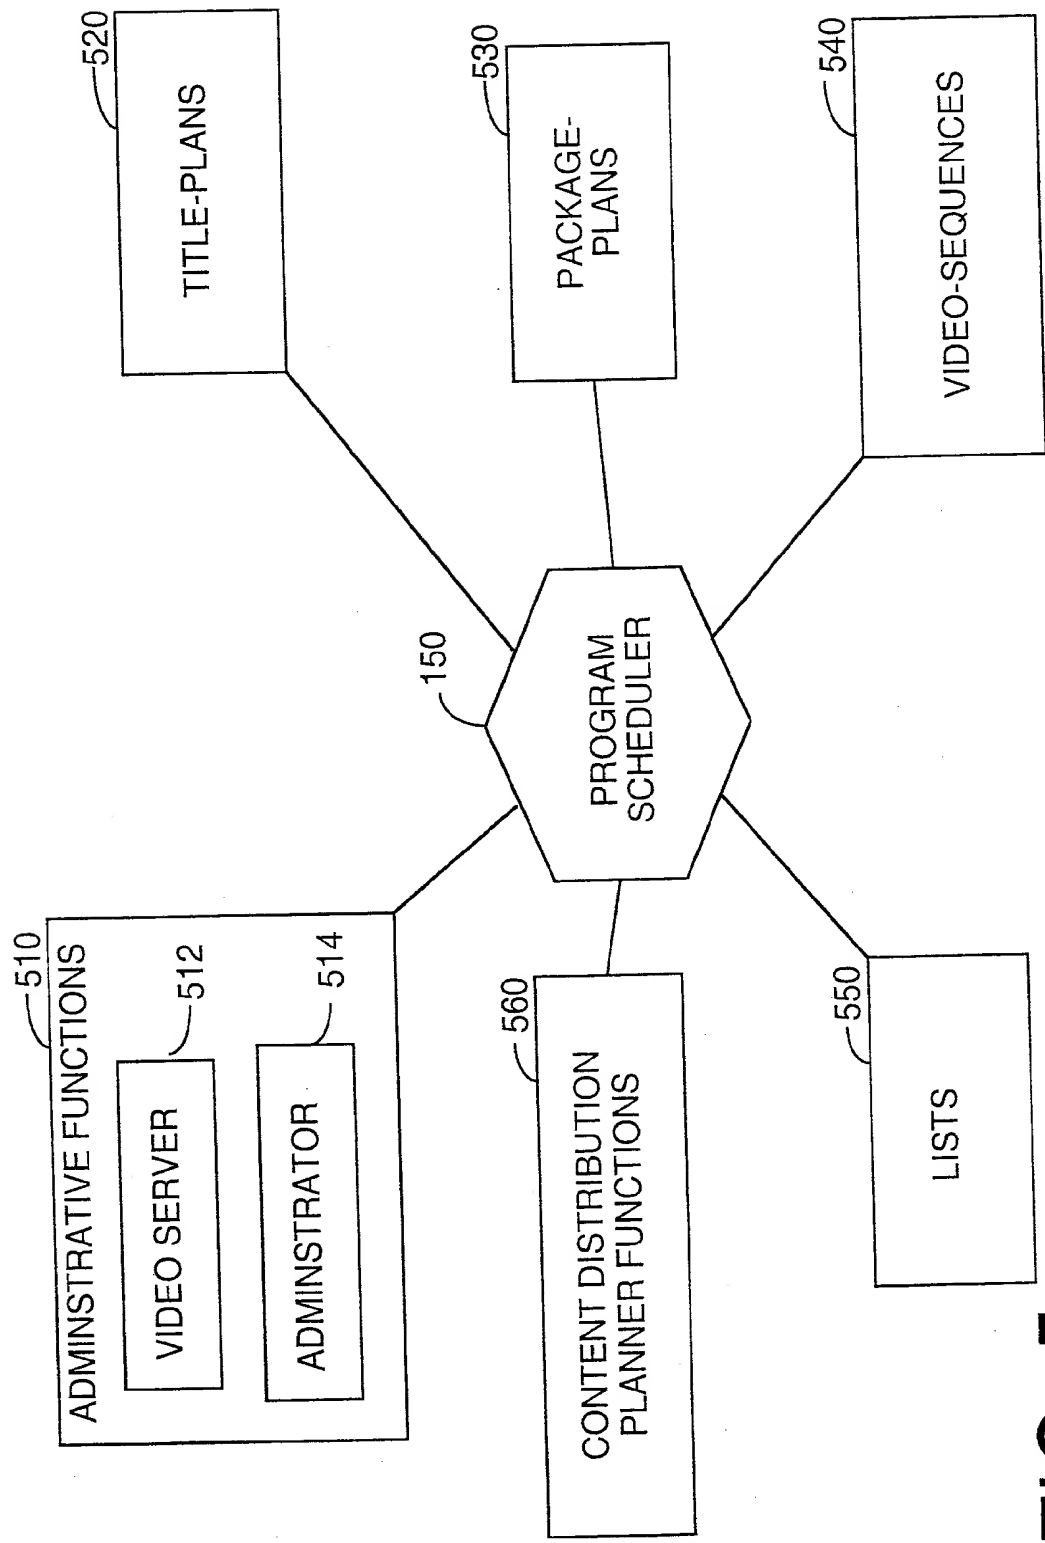 510
ADMINSTRATIVE FUNCTIONS
VIDEO SERVER
512
ADMINSTRATOR
514
520
TITLE-PLANS
150
PROGRAM
SCHEDULER
560
CONTENT DISTRIBUTION
PLANNER FUNCTIONS
530
PACKAGE-
PLANS
550
LISTS
540
VIDEO-SEQUENCES